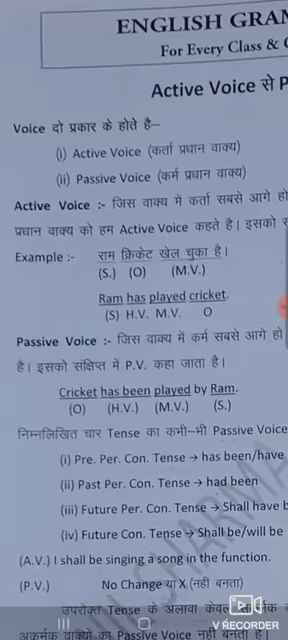 ENGLISH GRA
For Every Class &
Active Voice से P
Voice दो प्रकार के होते है–
(i) Active Voice (कर्ता प्रधान वाक्य)
(ii) Passive Voice (कर्म प्रधान वाक्य)
Active Voice :- जिस वाक्य में कर्ता सबसे आगे हो
प्रधान वाक्य को हम Active Voice कहते है। इसको
Example :- राम क्रिकेट खेल चुका है।
(S.) (O) (M.V.)
Ram has played cricket.
(S) H.V. M.V. O
Passive Voice :- जिस वाक्य में कर्म सबसे आगे हो
है। इसको संक्षिप्त में P.V. कहा जाता है।
Cricket has been played by Ram.
(O) (H.V.) (M.V.) (S.)
निम्नलिखित चार Tense का कभी–भी Passive Voice
(i) Pre. Per. Con. Tense → has been/have
(ii) Past Per. Con. Tense → had been
(iii) Future Per. Con. Tense → Shall have b
(iv) Future Con. Tense → Shall be/will be
(A.V.) I shall be singing a song in the function.
(P.V.) No Change या X (नही बनता)
उपरोक्त Tense के अलावा केवल
अकर्मक वाक्यों का Passive Voice नही बनता है।
V RECORDER